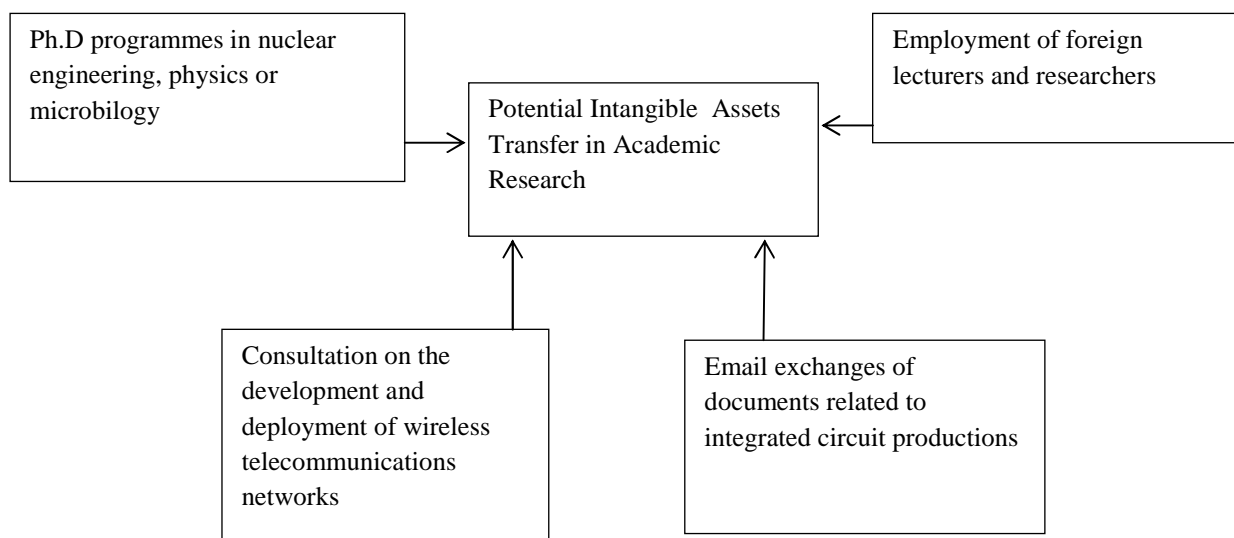 Ph.D programmes in nuclear
engineering, physics or
microbilogy
Employment of foreign
lecturers and researchers
Potential Intangible Assets
Transfer in Academic
Research
Consultation on the
development and
deployment of wireless
telecommunications
networks
Email exchanges of
documents related to
integrated circuit productions